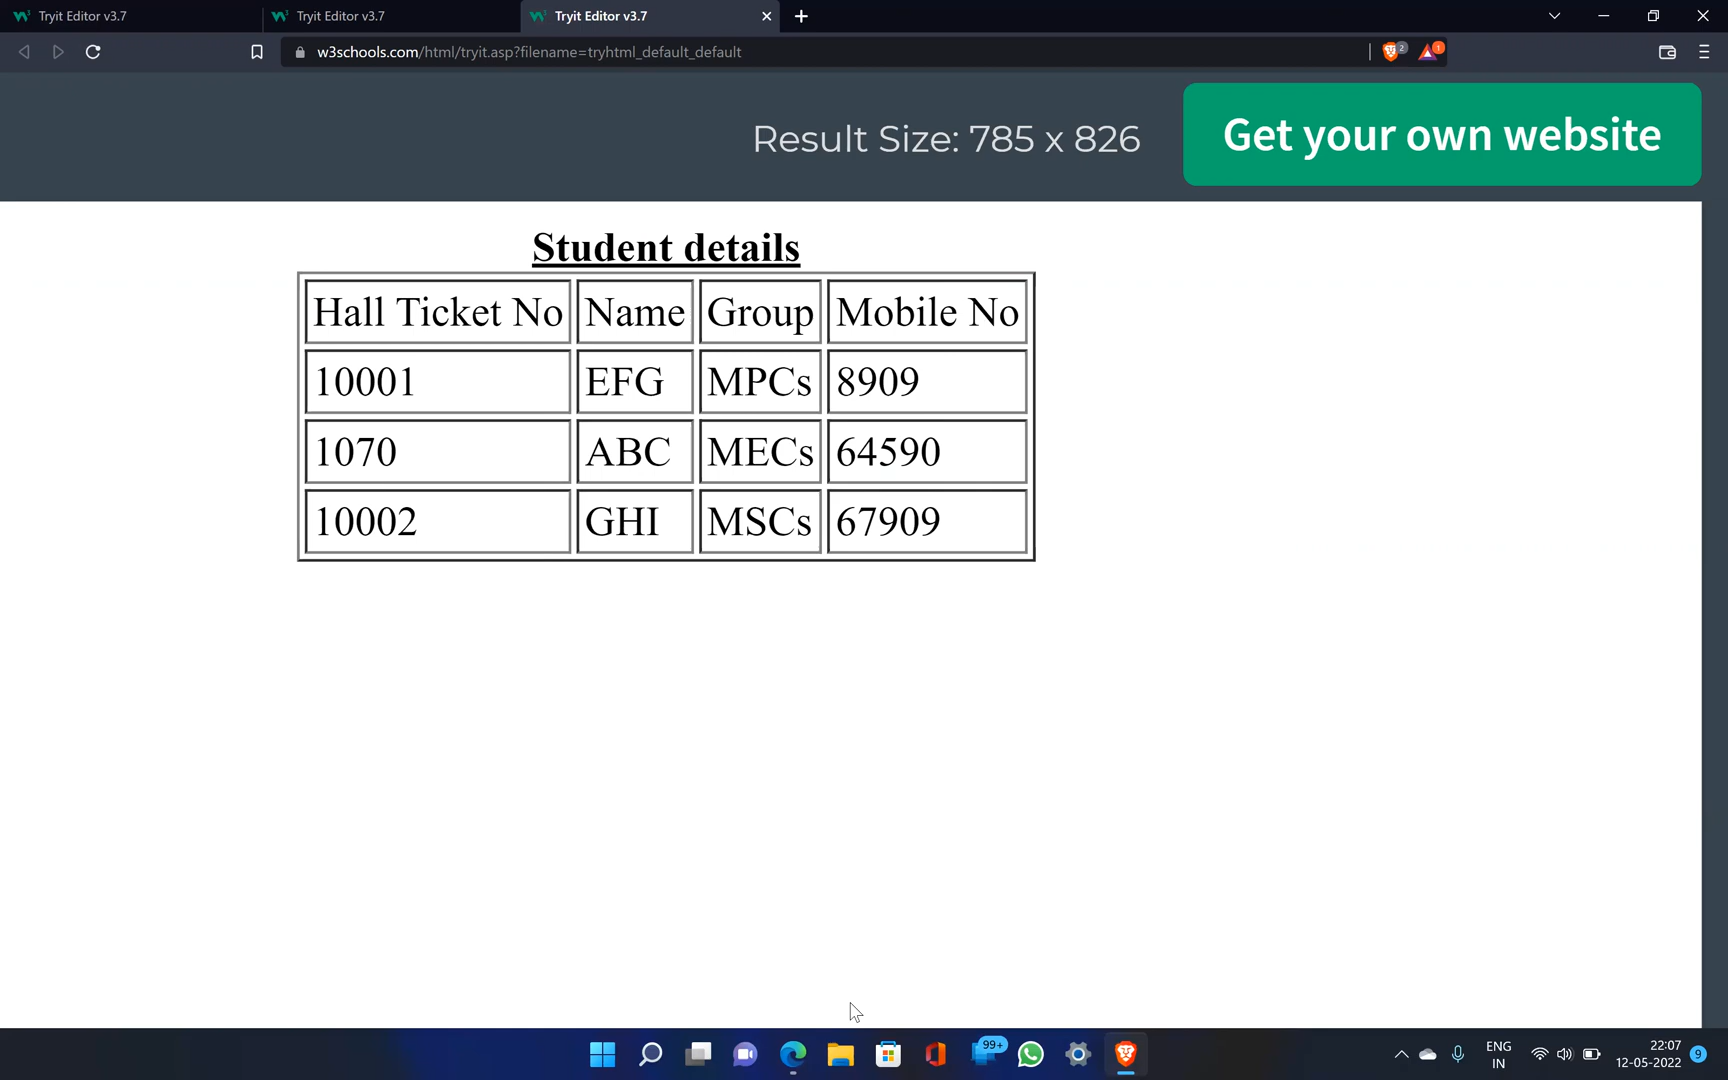 Tryit Editor v3.7
Tryit Editor v3.7
Tryit Editor v3.7
w3schools.com/html/tryit.asp?filename=tryhtml_default_default
2
1
Result Size: 785 x 826
Get your own website
Student details
Hall Ticket No Name Group Mobile No
10001 EFG MPCs 8909
1070 ABC MECs 64590
10002 GHI MSCs 67909
99+
ENG
IN
22:07
12-05-2022
9